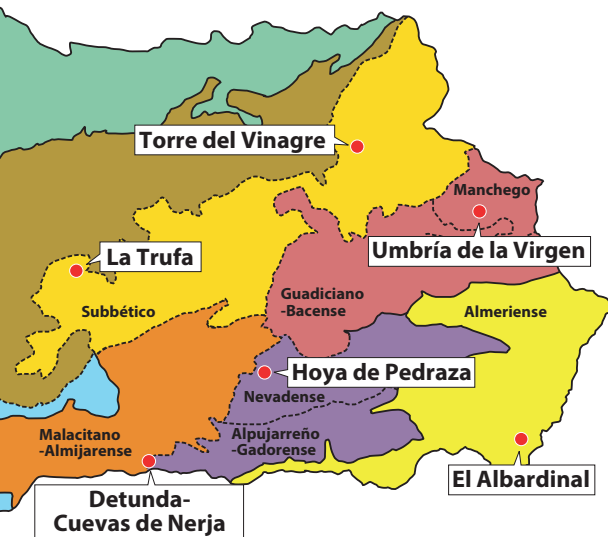 Torre del Vinagre
Manchego
Umbría de la Virgen
La Trufa
Subbético
Guadiciano
-Bacense
Almeriense
Hoya de Pedraza
Nevadense
Malacitano
-Almijarense
Alpujarreño
-Gadorense
El Albardinal
Detunda-
Cuevas de Nerja